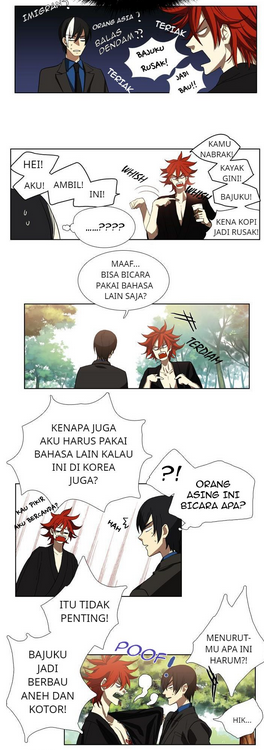 IMIGRAN?
ORANG ASIA?
BALAS
DENDAM??
TERIAK
BAJUKU
RUSAK!
TERIAK
JADI
BAU!!
HEI!
AKU!
AMBIL!
INI!
......????
WHISH
WHISH
KAMU
NABRAK!
KAYAK
GINI!
BAJUKU!
KENA KOPI
JADI RUSAK!
MAAF...
BISA BICARA
PAKAI BAHASA
LAIN SAJA?
TERDIAM
KENAPA JUGA
AKU HARUS PAKAI
BAHASA LAIN KALAU
INI DI KOREA
JUGA?
?!
ORANG
ASING INI
BICARA APA?
KAU PIKIR
AKU BERCANDA?
HAH
ITU TIDAK
PENTING!
BAJUKU
JADI
BERBAU
ANEH DAN
KOTOR!
POOF!
MENURUT-
MU APA INI
HARUM?!
HIK...!